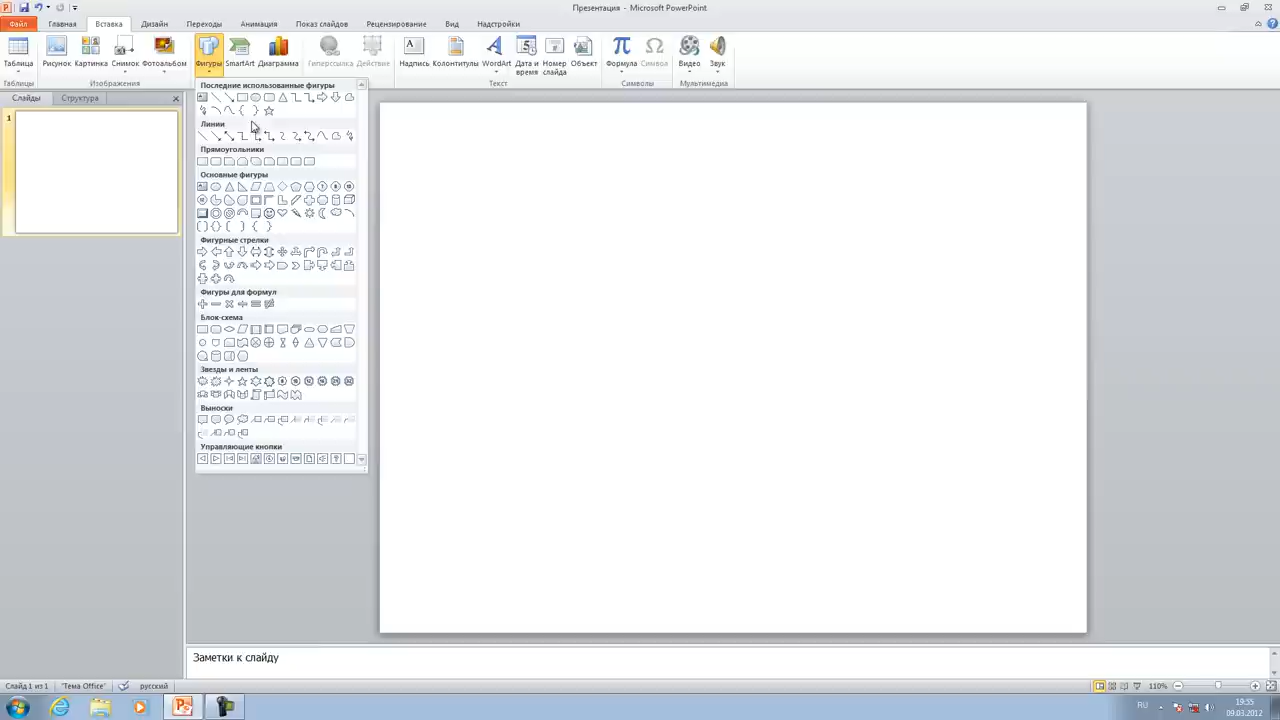 Презентация - Microsoft PowerPoint
Файл Главная Вставка Дизайн Переходы Анимация Показ слайдов Рецензирование Вид Надстройки
Таблица Рисунок Картинка Снимок Фотоальбом Фигуры SmartArt Диаграмма Гиперссылка Действие Надпись Колонтитулы WordArt Дата и время Номер слайда Объект Формула Символ Видео Звук
Таблицы Изображения Текст Символы Мультимедиа
Слайды Структура
1
Последние использованные фигуры
Линии
Прямоугольники
Основные фигуры
Фигурные стрелки
Фигуры для формул
Блок-схема
Звезды и ленты
Выноски
Управляющие кнопки
Заметки к слайду
Слайд 1 из 1 "Тема Office" русский 110%
RU 19:55
09.03.2012